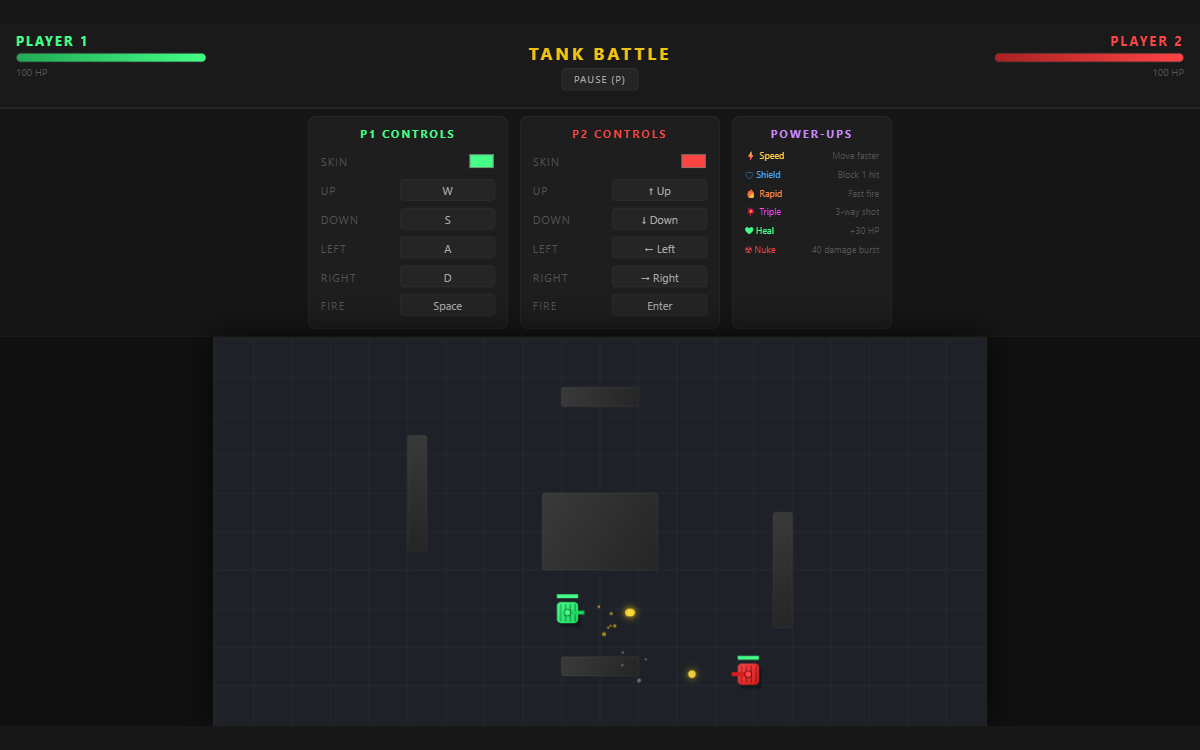 PLAYER 1
100 HP
TANK BATTLE
PAUSE (P)
PLAYER 2
100 HP
P1 CONTROLS
SKIN
UP W
DOWN S
LEFT A
RIGHT D
FIRE Space
P2 CONTROLS
SKIN
UP ↑ Up
DOWN ↓ Down
LEFT ← Left
RIGHT → Right
FIRE Enter
POWER-UPS
Speed Move faster
Shield Block 1 hit
Rapid Fast fire
Triple 3-way shot
Heal +30 HP
Nuke 40 damage burst